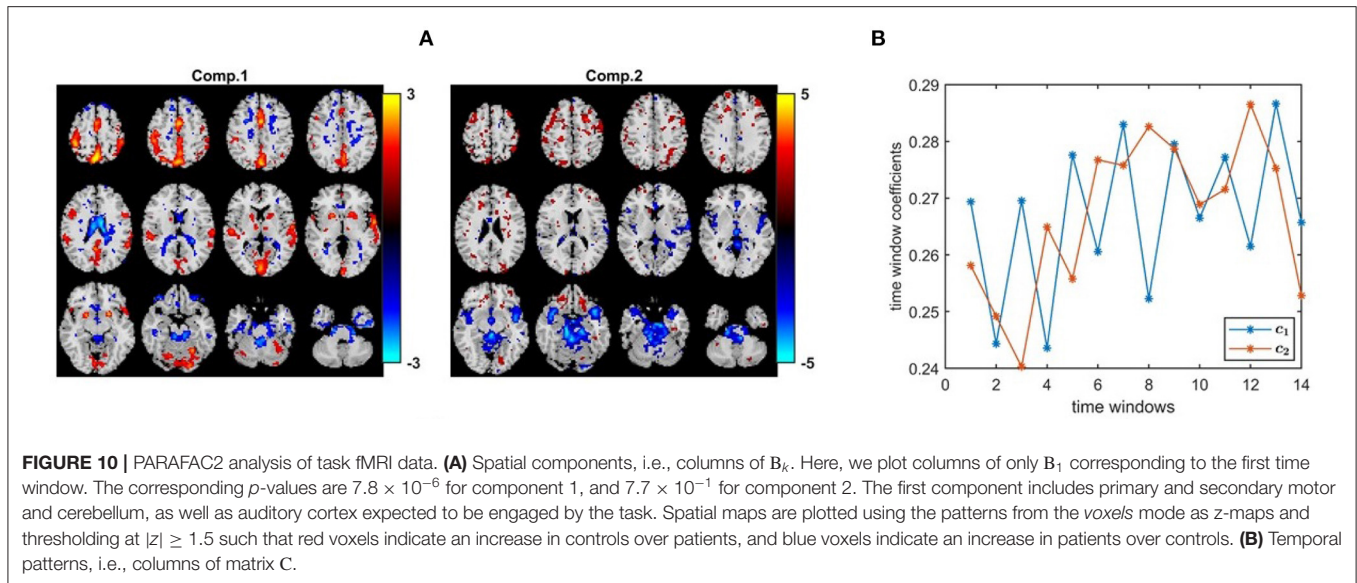 A
B
Comp.1
Comp.2
3
-3
5
-5
time window coefficients
0.29
0.28
0.27
0.26
0.25
0.24
0 2 4 6 8 10 12 14
time windows
c₁
c₂
FIGURE 10 | PARAFAC2 analysis of task fMRI data. (A) Spatial components, i.e., columns of Bₖ. Here, we plot columns of only B₁ corresponding to the first time
window. The corresponding p-values are 7.8 × 10⁻⁶ for component 1, and 7.7 × 10⁻¹ for component 2. The first component includes primary and secondary motor
and cerebellum, as well as auditory cortex expected to be engaged by the task. Spatial maps are plotted using the patterns from the voxels mode as z-maps and
thresholding at |z| ≥ 1.5 such that red voxels indicate an increase in controls over patients, and blue voxels indicate an increase in patients over controls. (B) Temporal
patterns, i.e., columns of matrix C.